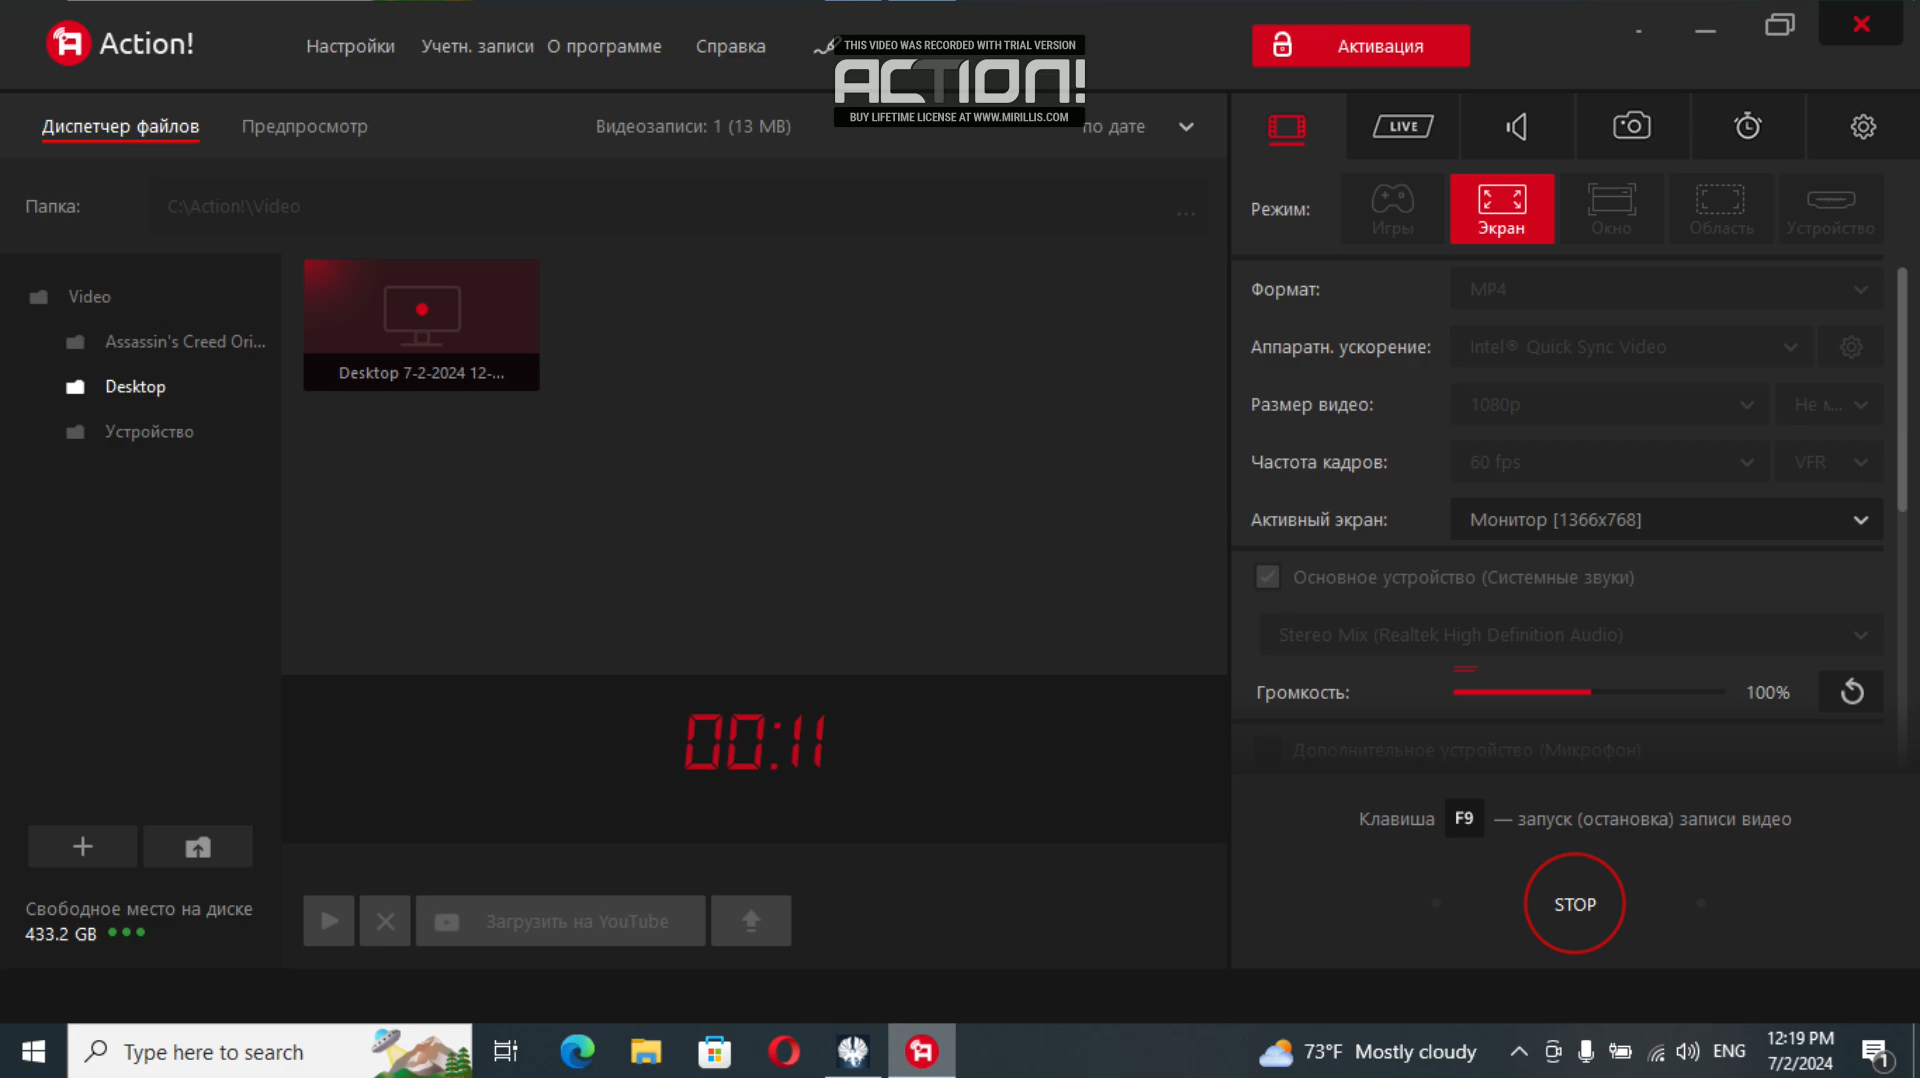 Action!
Настройки
Учетн. записи
О программе
Справка
THIS VIDEO WAS RECORDED WITH TRIAL VERSION
ACTION!
BUY LIFETIME LICENSE AT WWW.MIRILLIS.COM
Активация
Диспетчер файлов
Предпросмотр
Видеозаписи: 1 (13 MB)
по дате
LIVE
Папка:
C:\Action!\Video
...
Режим:
Игры
Экран
Окно
Область
Устройство
Video
Assassin's Creed Ori...
Desktop
Устройство
Desktop 7-2-2024 12-...
Формат:
MP4
Аппаратн. ускорение:
Intel® Quick Sync Video
Размер видео:
1080p
Не м...
Частота кадров:
60 fps
VFR
Активный экран:
Монитор [1366x768]
Основное устройство (Системные звуки)
Stereo Mix (Realtek High Definition Audio)
Громкость:
100%
Дополнительное устройство (Микрофон)
00:11
Клавиша F9 — запуск (остановка) записи видео
STOP
Свободное место на диске
433.2 GB
Загрузить на YouTube
Type here to search
73°F Mostly cloudy
ENG
12:19 PM
7/2/2024
1